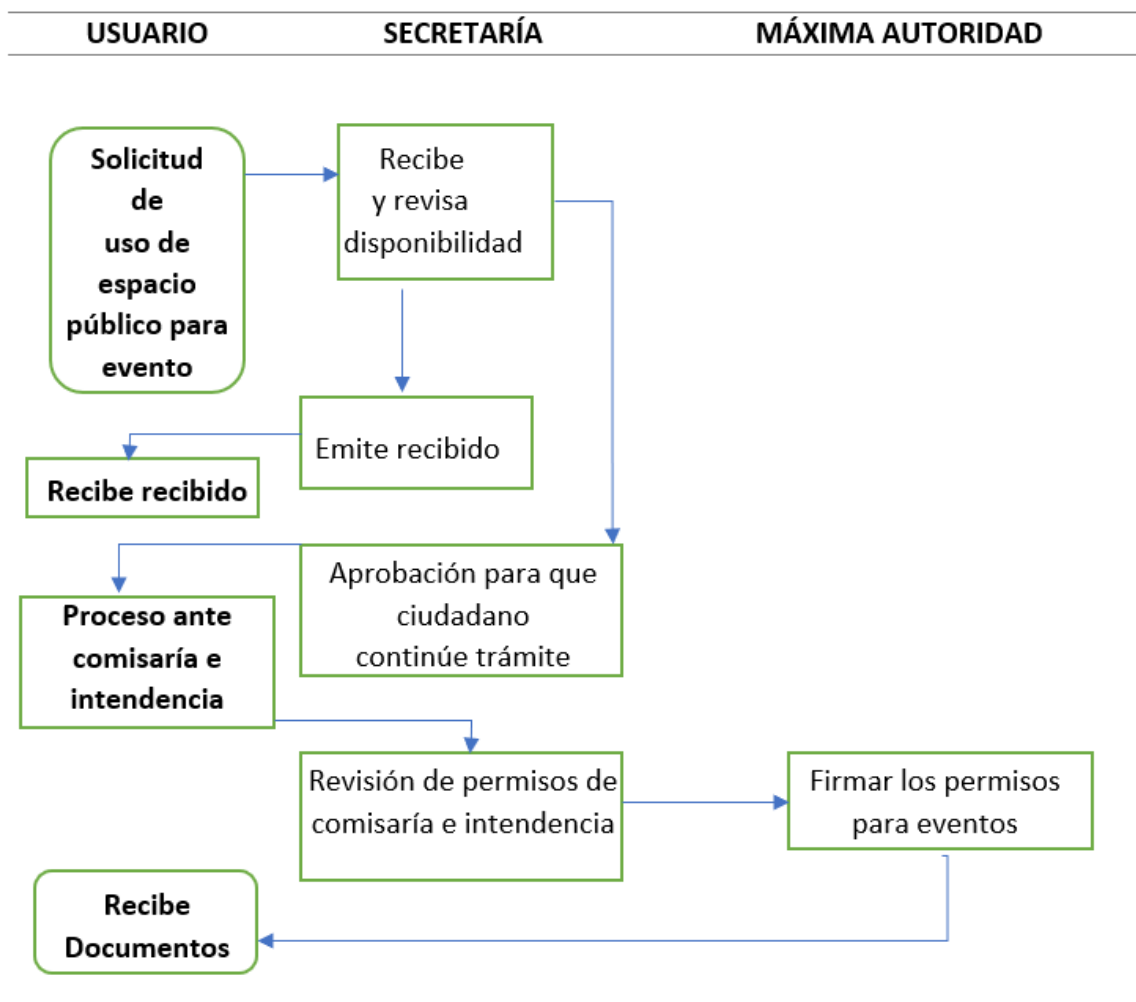 USUARIO SECRETARÍA MÁXIMA AUTORIDAD
Solicitud
de
uso de
espacio
público para
evento
Recibe
y revisa
disponibilidad
Emite recibido
Recibe recibido
Aprobación para que
ciudadano
continúe trámite
Proceso ante
comisaría e
intendencia
Revisión de permisos de
comisaría e intendencia
Firmar los permisos
para eventos
Recibe
Documentos